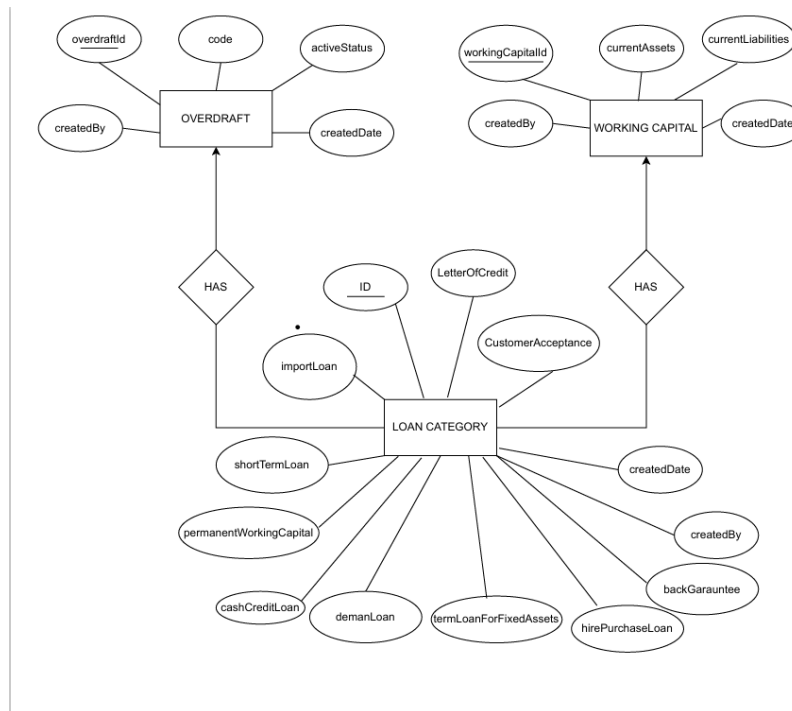 overdraftId
code
activeStatus
workingCapitalId
currentAssets
currentLiabilities
createdBy
OVERDRAFT
createdDate
createdBy
WORKING CAPITAL
createdDate
HAS
ID
LetterOfCredit
HAS
importLoan
CustomerAcceptance
LOAN CATEGORY
shortTermLoan
createdDate
permanentWorkingCapital
createdBy
backGarauntee
cashCreditLoan
demanLoan
termLoanForFixedAssets
hirePurchaseLoan